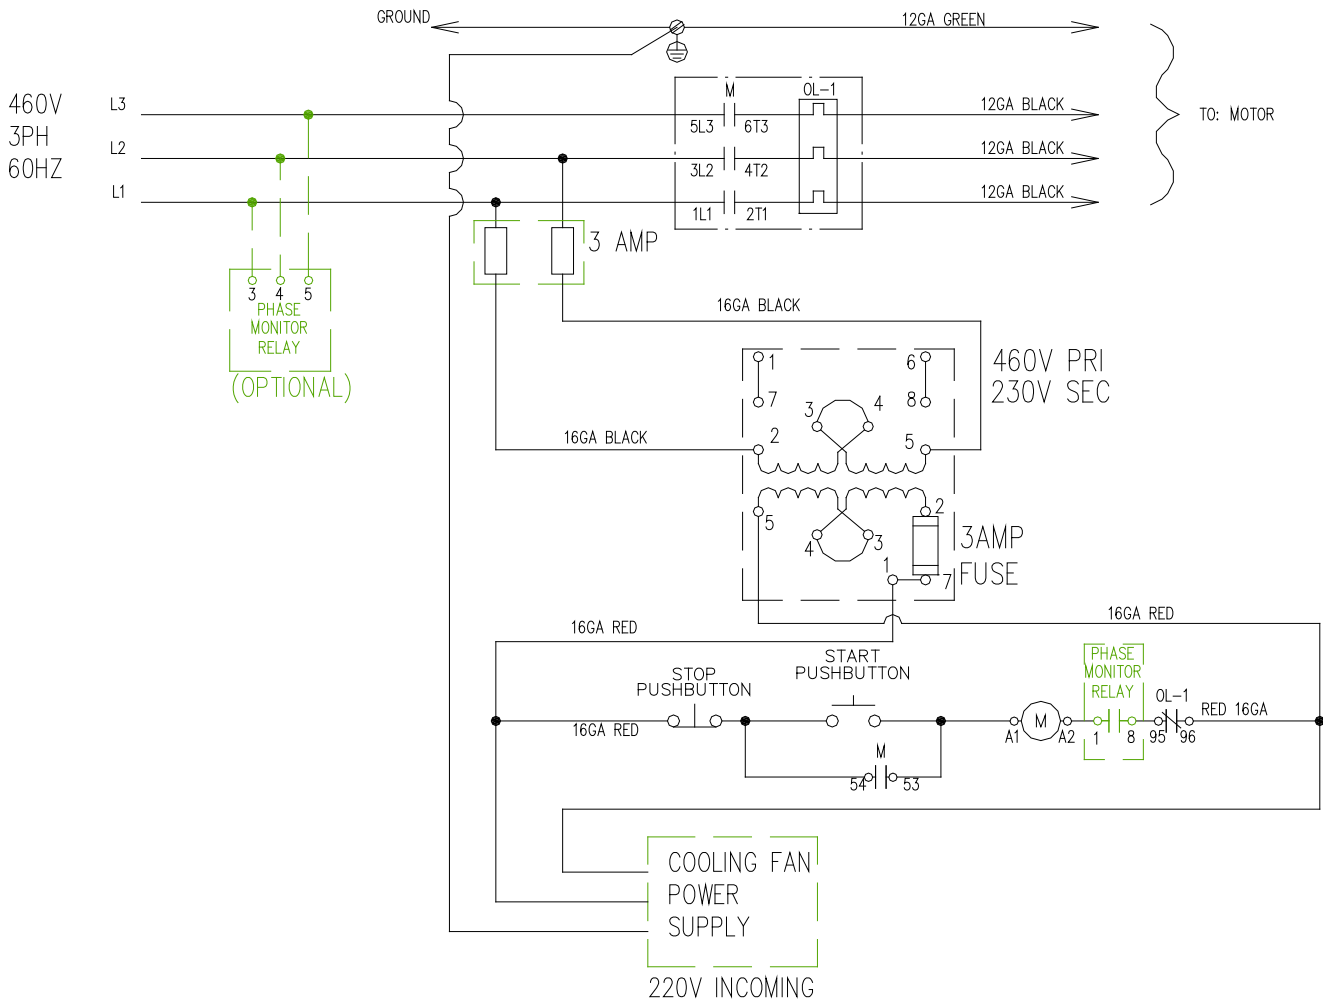 GROUND
12GA GREEN
460V
3PH
60HZ
L3
L2
L1
M
OL-1
5L3
6T3
3L2
4T2
1L1
2T1
12GA BLACK
12GA BLACK
12GA BLACK
TO: MOTOR
3 AMP
3
4
5
PHASE
MONITOR
RELAY
(OPTIONAL)
16GA BLACK
460V PRI
230V SEC
1
6
7
8
3
4
2
5
16GA BLACK
5
2
4
3
1
7
3AMP
FUSE
16GA RED
16GA RED
STOP
PUSHBUTTON
START
PUSHBUTTON
PHASE
MONITOR
RELAY
OL-1
RED 16GA
16GA RED
A1
M
A2
1
8
95
96
M
54
53
COOLING FAN
POWER
SUPPLY
220V INCOMING